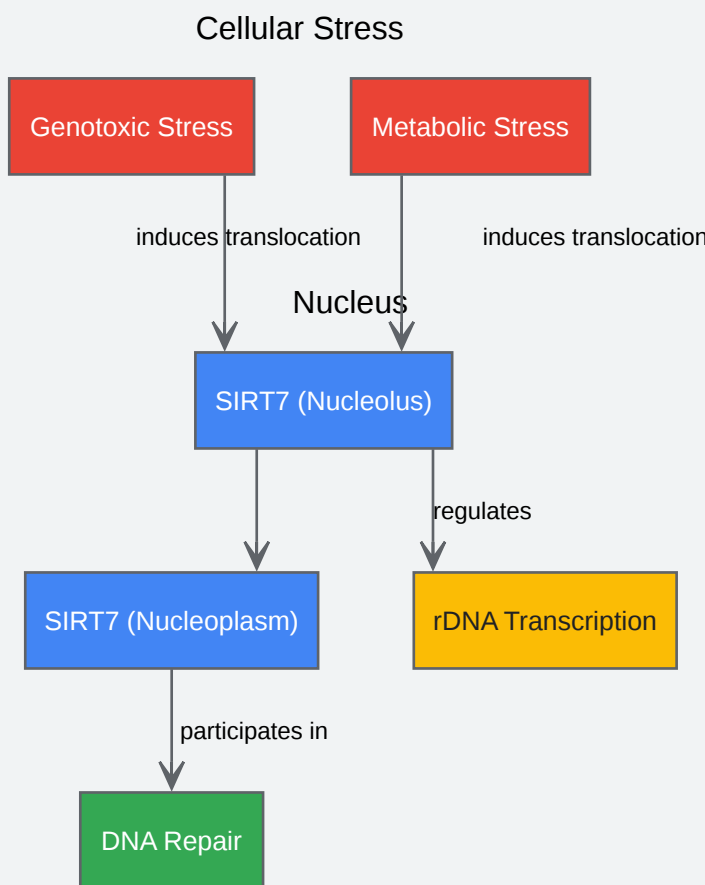 Cellular Stress
Genotoxic Stress
Metabolic Stress
induces translocation
induces translocation
Nucleus
SIRT7 (Nucleolus)
regulates
SIRT7 (Nucleoplasm)
rDNA Transcription
participates in
DNA Repair